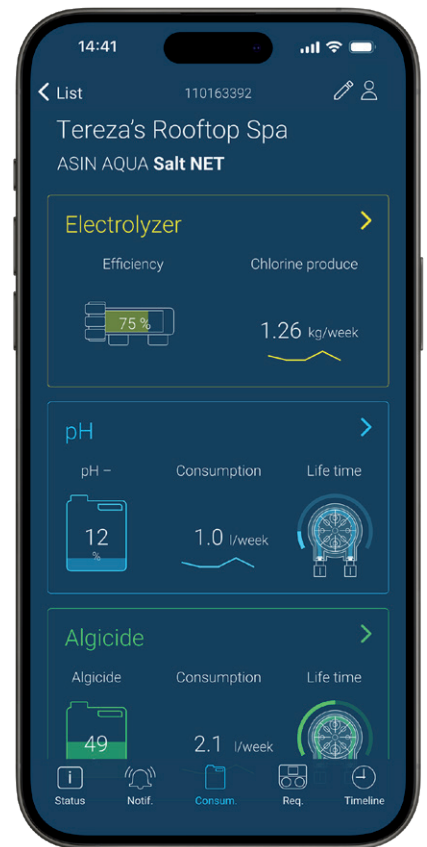 14:41
List
110163392
Tereza's Rooftop Spa
ASIN AQUA Salt NET
Electrolyzer
Efficiency
Chlorine produce
75 %
1.26 kg/week
pH
pH –
Consumption
Life time
12
%
1.0 l/week
Algicide
Algicide
Consumption
Life time
49
2.1 l/week
Status
Notif.
Consum.
Req.
Timeline